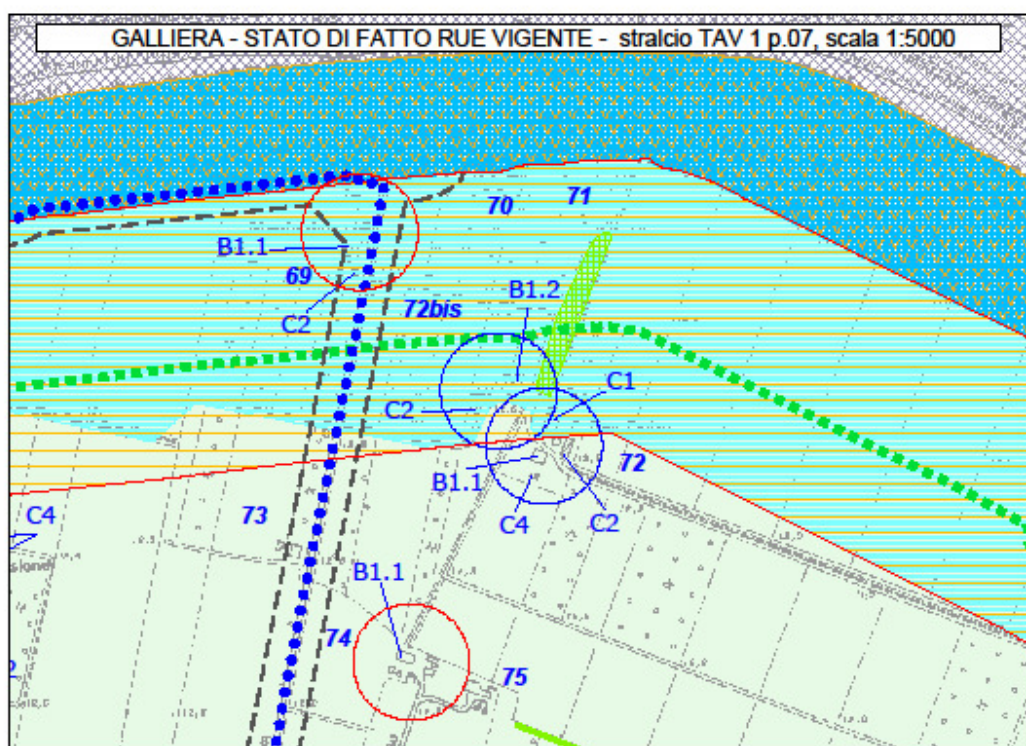 GALLIERA - STATO DI FATTO RUE VIGENTE - stralcio TAV 1 p.07, scala 1:5000
71
70
B1.1
69
B1.2
72bis
C2
C1
C2
72
B1.1
C4
C2
73
C4
B1.1
74
75